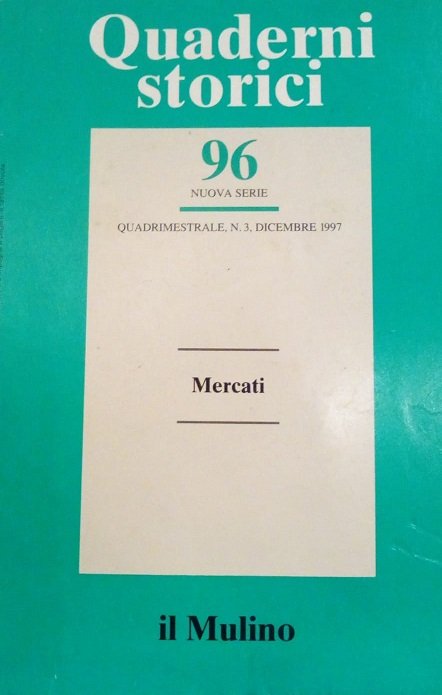 Quaderni
storici
96
NUOVA SERIE
QUADRIMESTRALE, N. 3, DICEMBRE 1997
Mercati
il Mulino